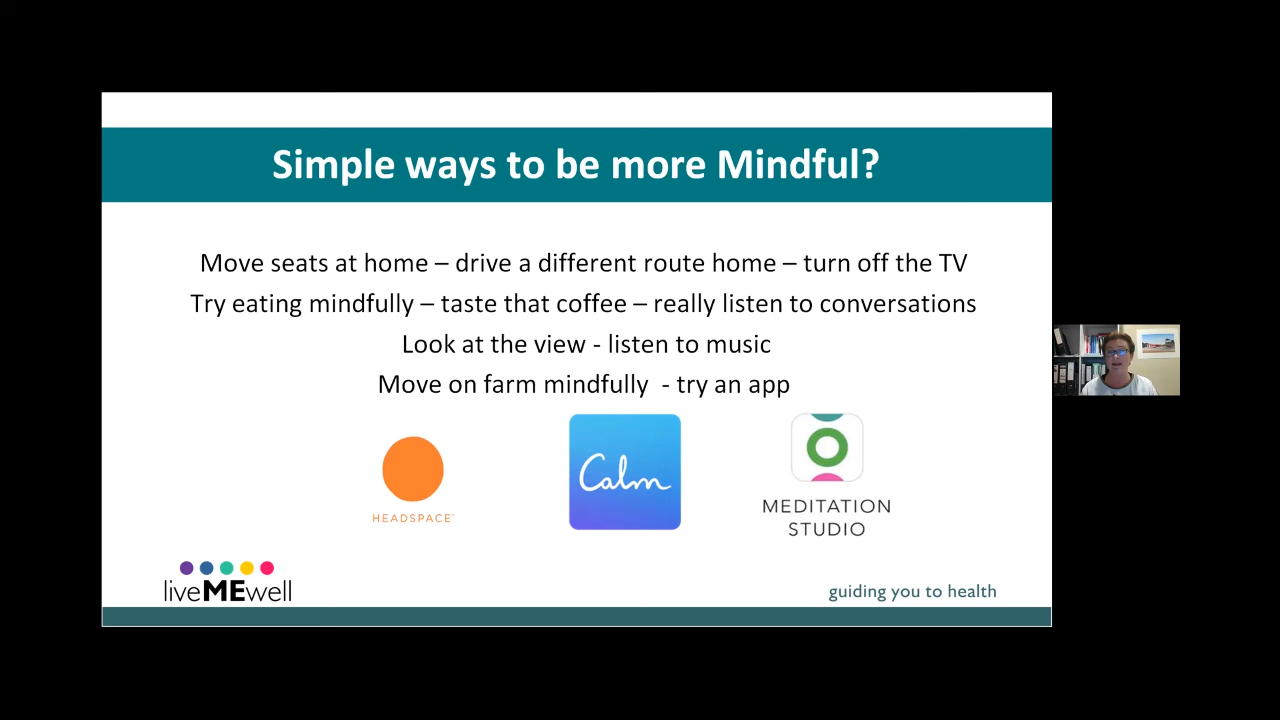 Simple ways to be more Mindful?
Move seats at home – drive a different route home – turn off the TV
Try eating mindfully – taste that coffee – really listen to conversations
Look at the view - listen to music
Move on farm mindfully  - try an app
Calm
HEADSPACE
MEDITATION
STUDIO
liveMEwell
guiding you to health